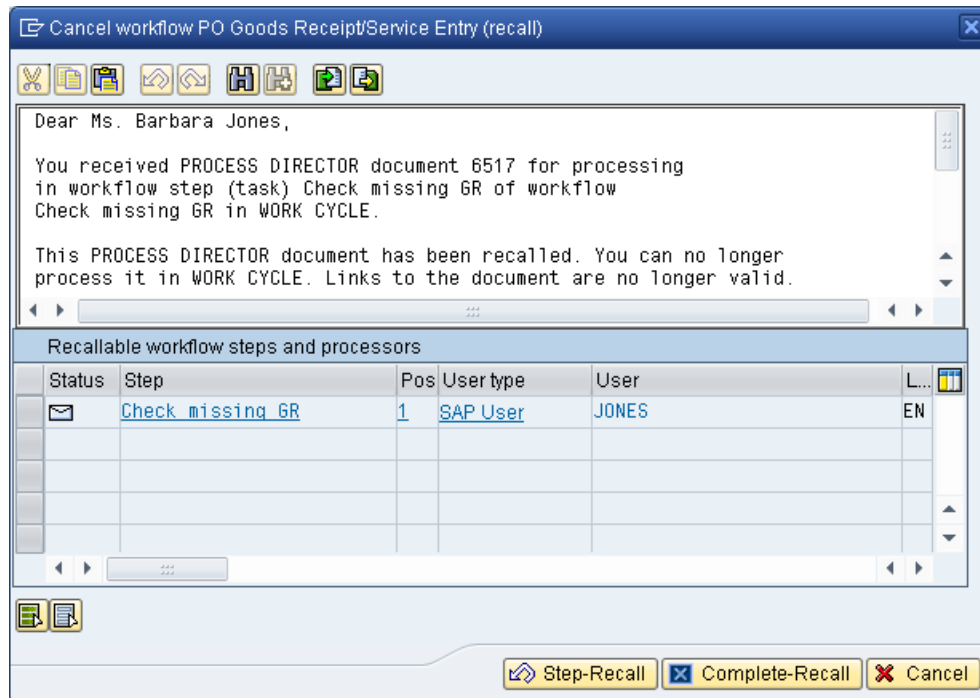 Cancel workflow PO Goods Receipt/Service Entry (recall)
Dear Ms. Barbara Jones,
You received PROCESS DIRECTOR document 6517 for processing
in workflow step (task) Check missing GR of workflow
Check missing GR in WORK CYCLE.
This PROCESS DIRECTOR document has been recalled. You can no longer
process it in WORK CYCLE. Links to the document are no longer valid.
Recallable workflow steps and processors
Status Step Pos User type User L...
Check missing GR 1 SAP User JONES EN
Step-Recall Complete-Recall Cancel